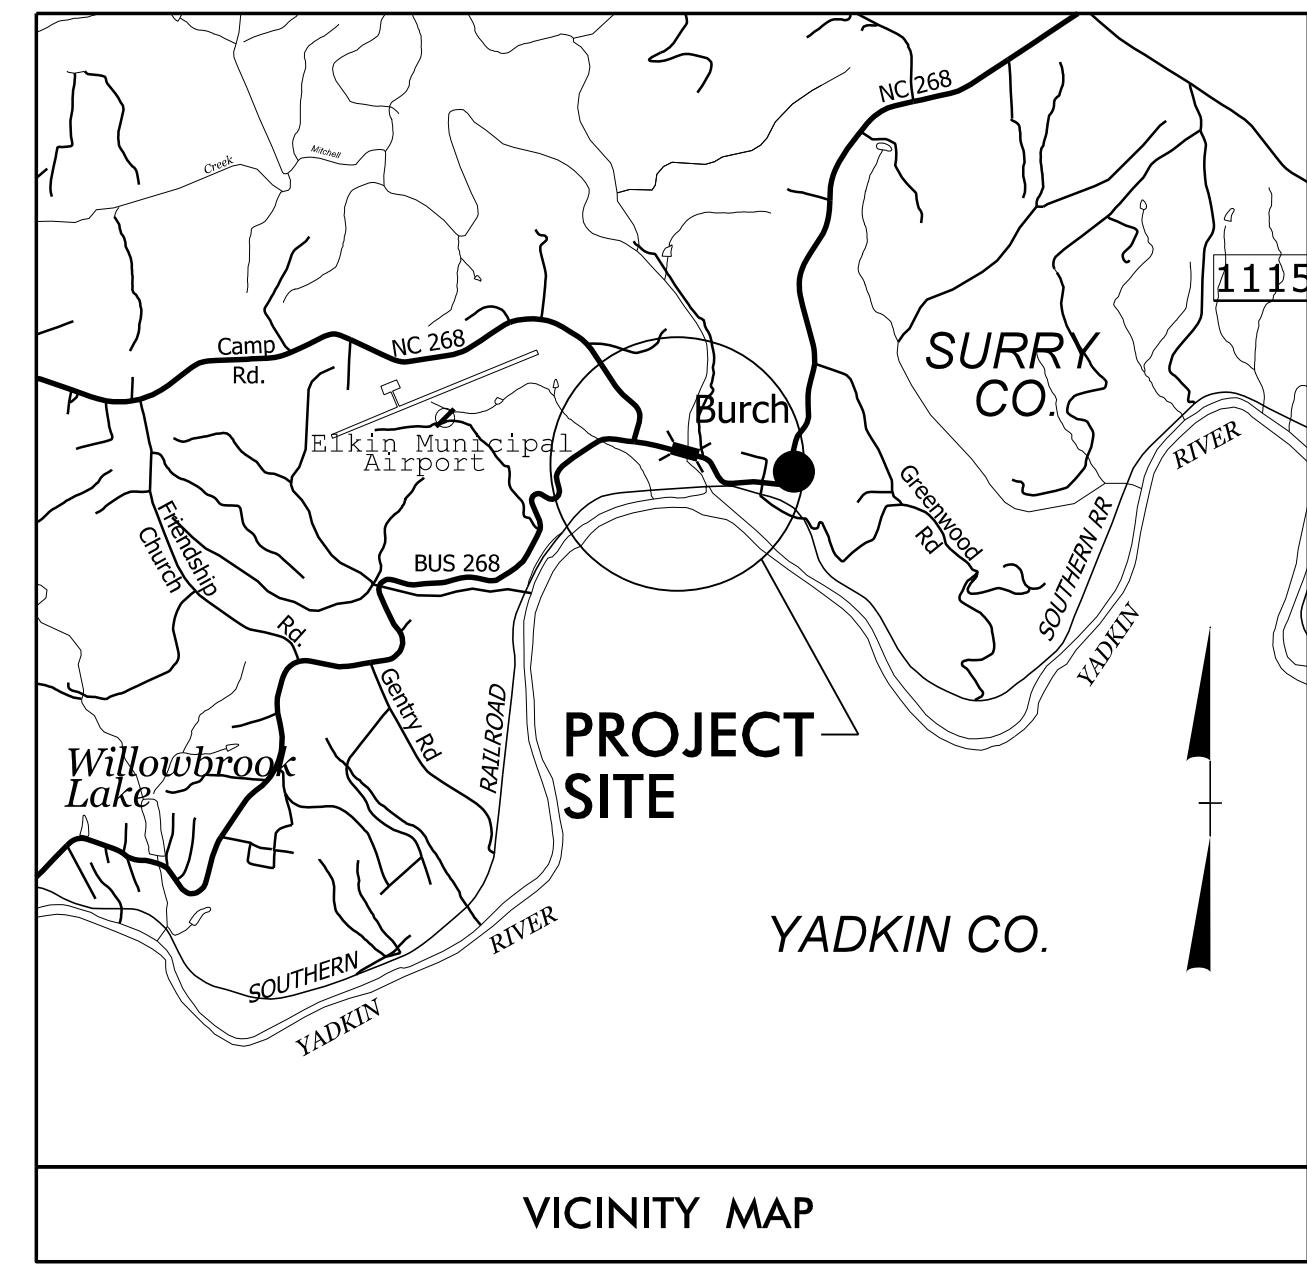 NC 268
Mitchell
Creek
1115
Camp
Rd.
NC 268
SURRY
CO.
Burch
Elkin Municipal
Airport
RIVER
Greenwood
Rd
Friendship
Church
Rd.
BUS 268
SOUTHERN RR
YADKIN
Gentry Rd
RAILROAD
PROJECT
SITE
Willowbrook
Lake
YADKIN CO.
RIVER
SOUTHERN
YADKIN
VICINITY MAP